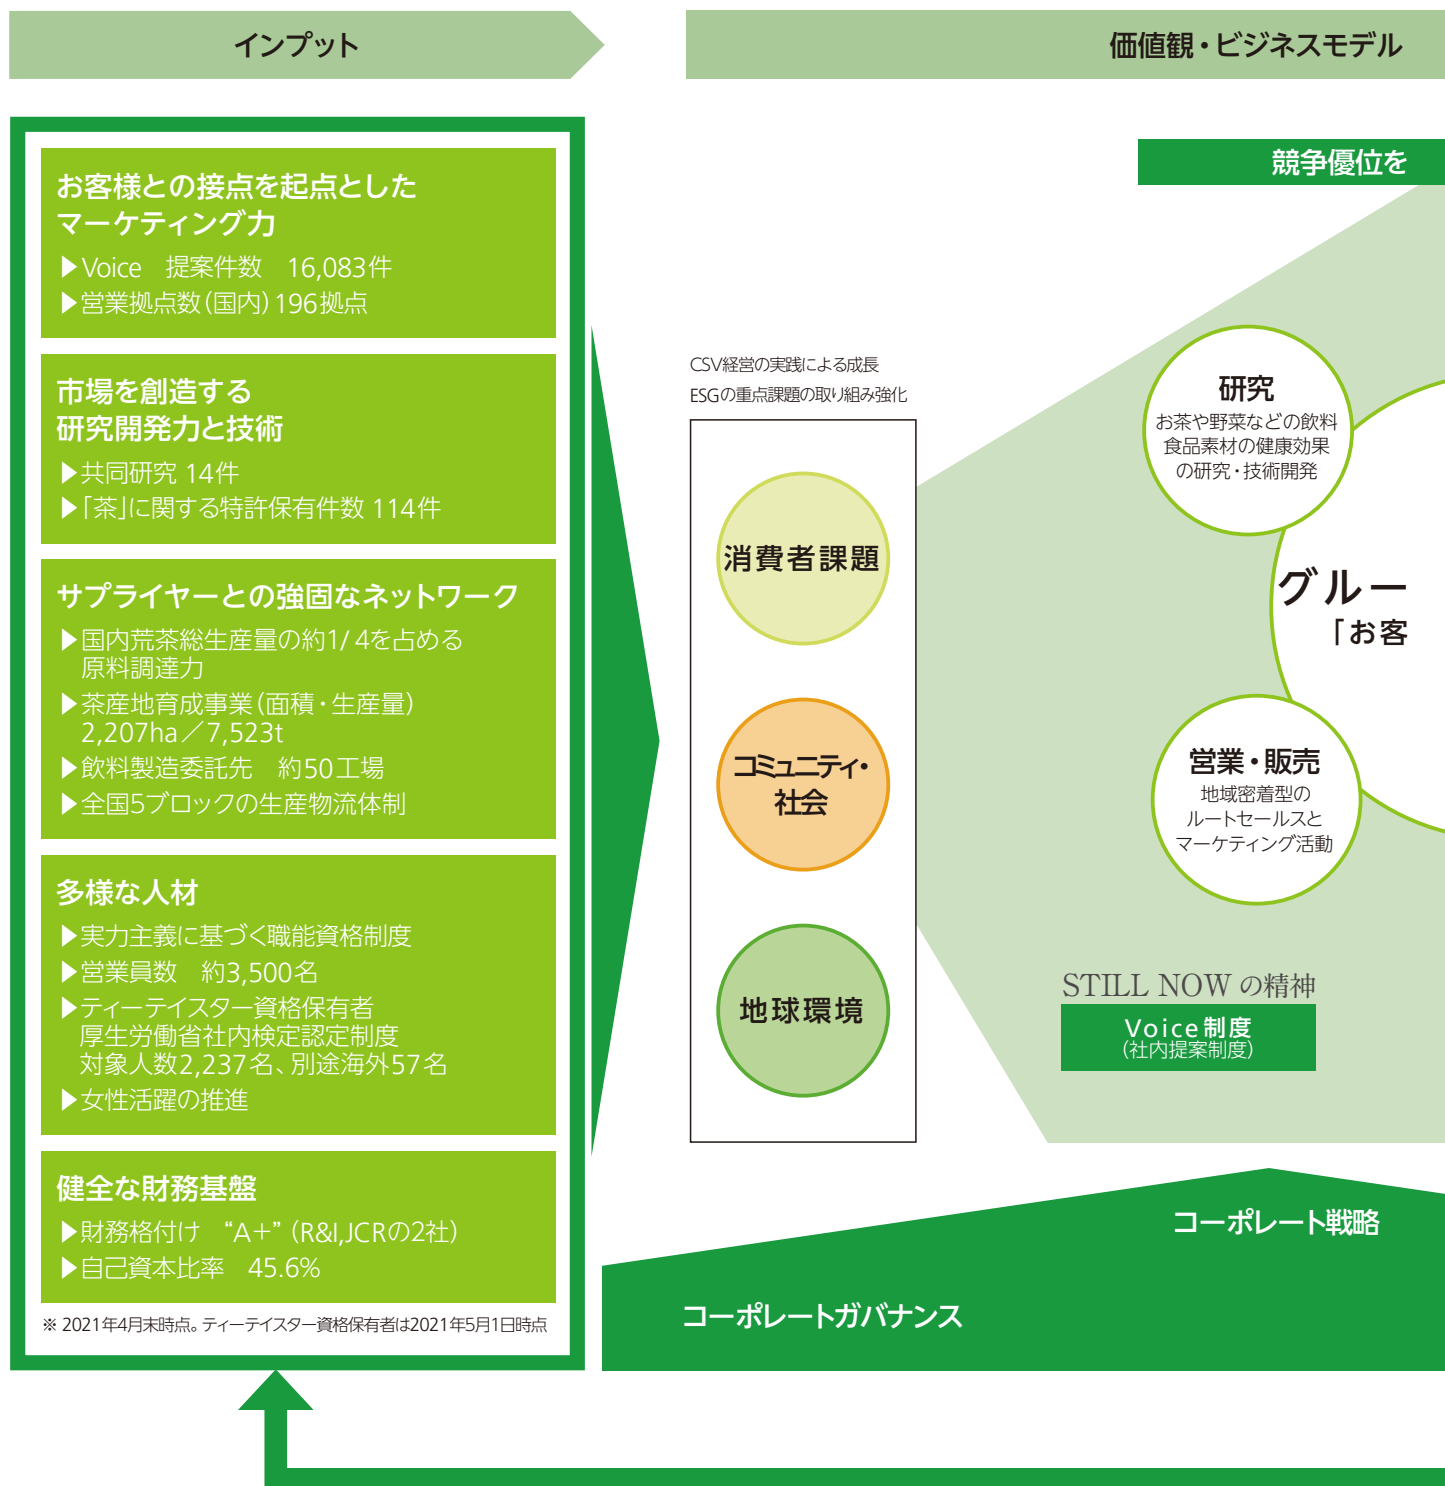 インプット
価値観・ビジネスモデル
お客様との接点を起点とした
マーケティング力
▶Voice　提案件数　16,083件
▶営業拠点数(国内)196拠点
市場を創造する
研究開発力と技術
▶共同研究 14件
▶「茶」に関する特許保有件数 114件
サプライヤーとの強固なネットワーク
▶国内荒茶総生産量の約1/4を占める
原料調達力
▶茶産地育成事業(面積・生産量)
2,207ha／7,523t
▶飲料製造委託先　約50工場
▶全国5ブロックの生産物流体制
多様な人材
▶実力主義に基づく職能資格制度
▶営業員数　約3,500名
▶ティーテイスター資格保有者
厚生労働省社内検定認定制度
対象人数2,237名、別途海外57名
▶女性活躍の推進
健全な財務基盤
▶財務格付け　“A+”(R&I,JCRの2社)
▶自己資本比率　45.6%
※ 2021年4月末時点。ティーテイスター資格保有者は2021年5月1日時点
CSV経営の実践による成長
ESGの重点課題の取り組み強化
消費者課題
コミュニティ・
社会
地球環境
競争優位を
研究
お茶や野菜などの飲料
食品素材の健康効果
の研究・技術開発
グルー
「お客
営業・販売
地域密着型の
ルートセールスと
マーケティング活動
STILL NOW の精神
Voice制度
(社内提案制度)
コーポレート戦略
コーポレートガバナンス